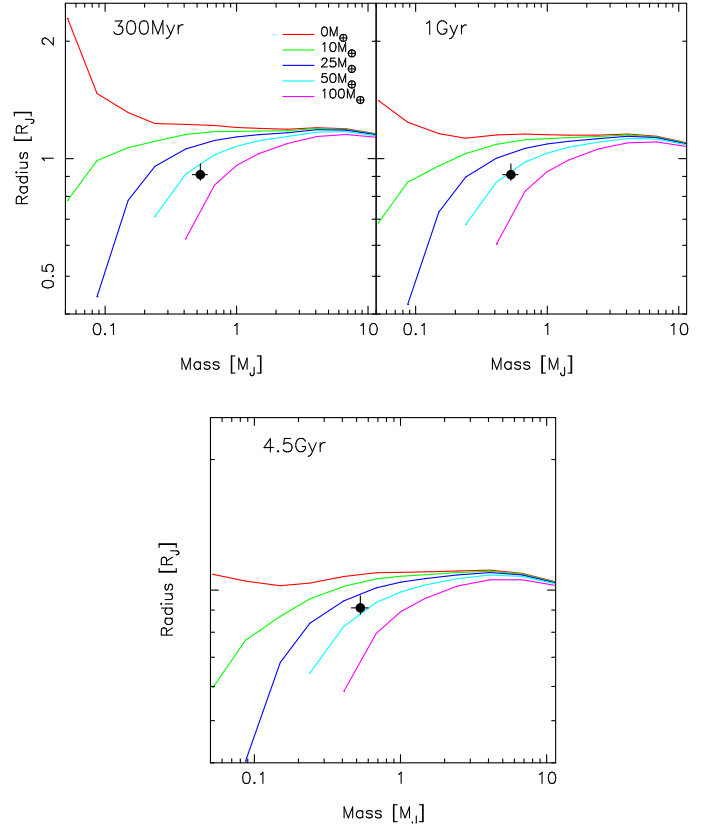 300Myr
0M⊕
10M⊕
25M⊕
50M⊕
100M⊕
1Gyr
2
1
0.5
Radius [RJ]
0.1 1 10
0.1 1 10
Mass [MJ]
Mass [MJ]
4.5Gyr
Radius [RJ]
0.1 1 10
Mass [MJ]